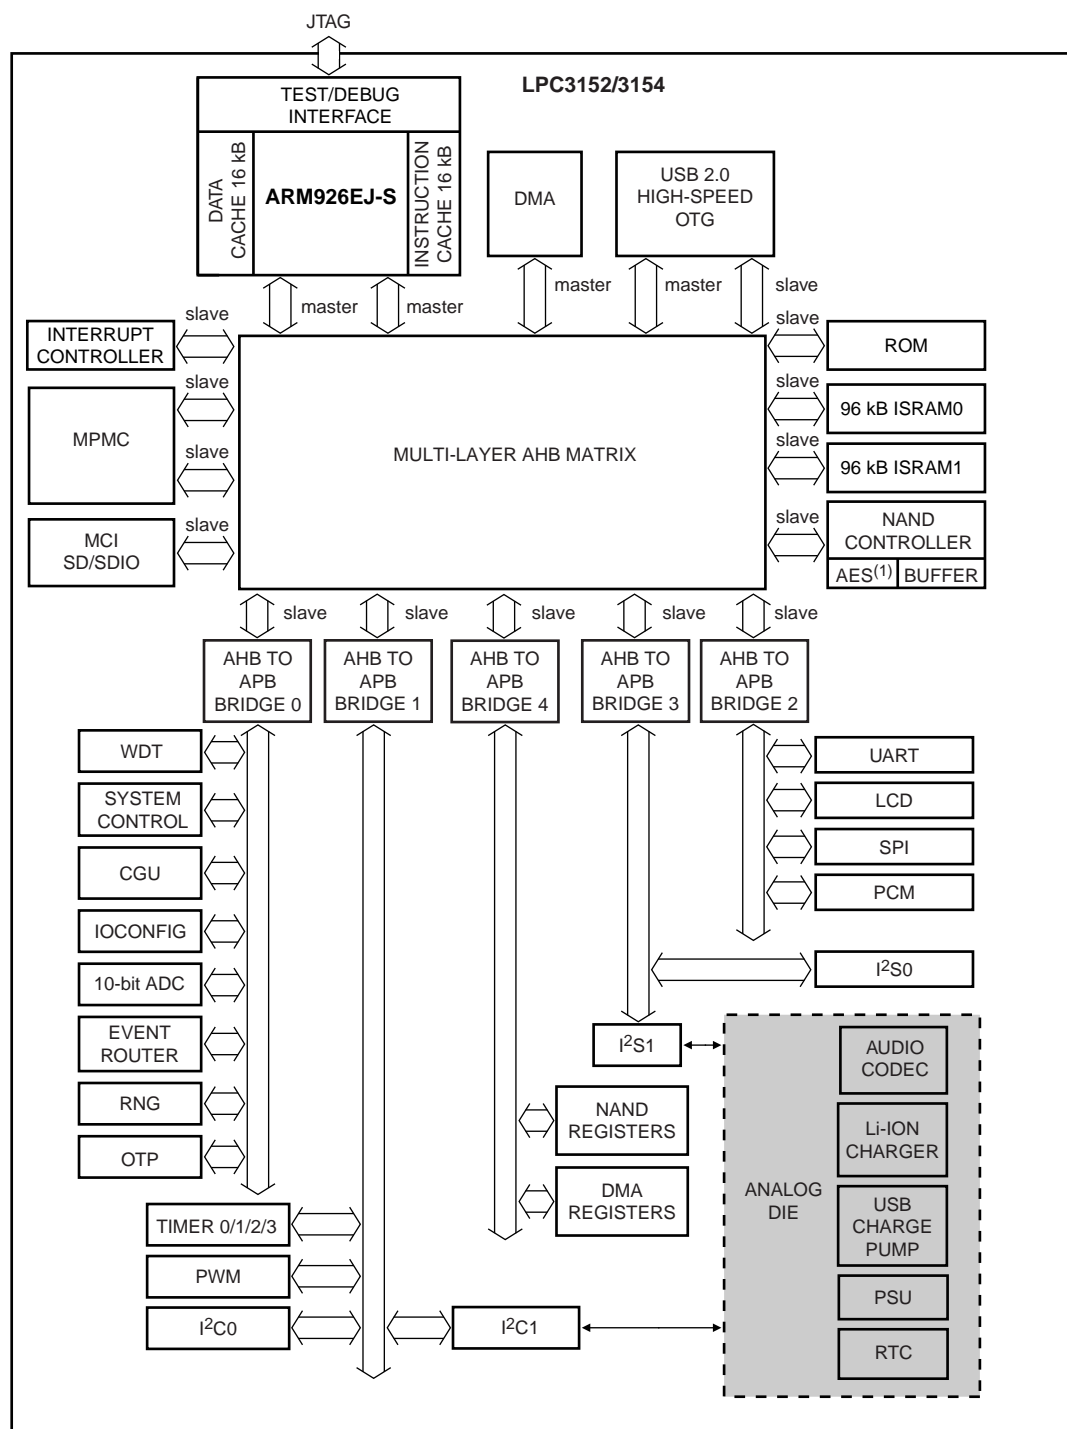 JTAG
LPC3152/3154
TEST/DEBUG
INTERFACE
DATA
CACHE 16 kB
ARM926EJ-S
INSTRUCTION
CACHE 16 kB
DMA
USB 2.0
HIGH-SPEED
OTG
master
master
master
master
slave
slave
INTERRUPT
CONTROLLER
slave
ROM
slave
MPMC
slave
slave
96 kB ISRAM0
slave
96 kB ISRAM1
MULTI-LAYER AHB MATRIX
slave
MCI
SD/SDIO
slave
NAND
CONTROLLER
AES(1)
BUFFER
slave
slave
slave
slave
slave
AHB TO
APB
BRIDGE 0
AHB TO
APB
BRIDGE 1
AHB TO
APB
BRIDGE 4
AHB TO
APB
BRIDGE 3
AHB TO
APB
BRIDGE 2
WDT
SYSTEM
CONTROL
CGU
IOCONFIG
10-bit ADC
EVENT
ROUTER
RNG
OTP
UART
LCD
SPI
PCM
I2S0
I2S1
NAND
REGISTERS
DMA
REGISTERS
TIMER 0/1/2/3
PWM
I2C0
I2C1
ANALOG
DIE
AUDIO
CODEC
Li-ION
CHARGER
USB
CHARGE
PUMP
PSU
RTC